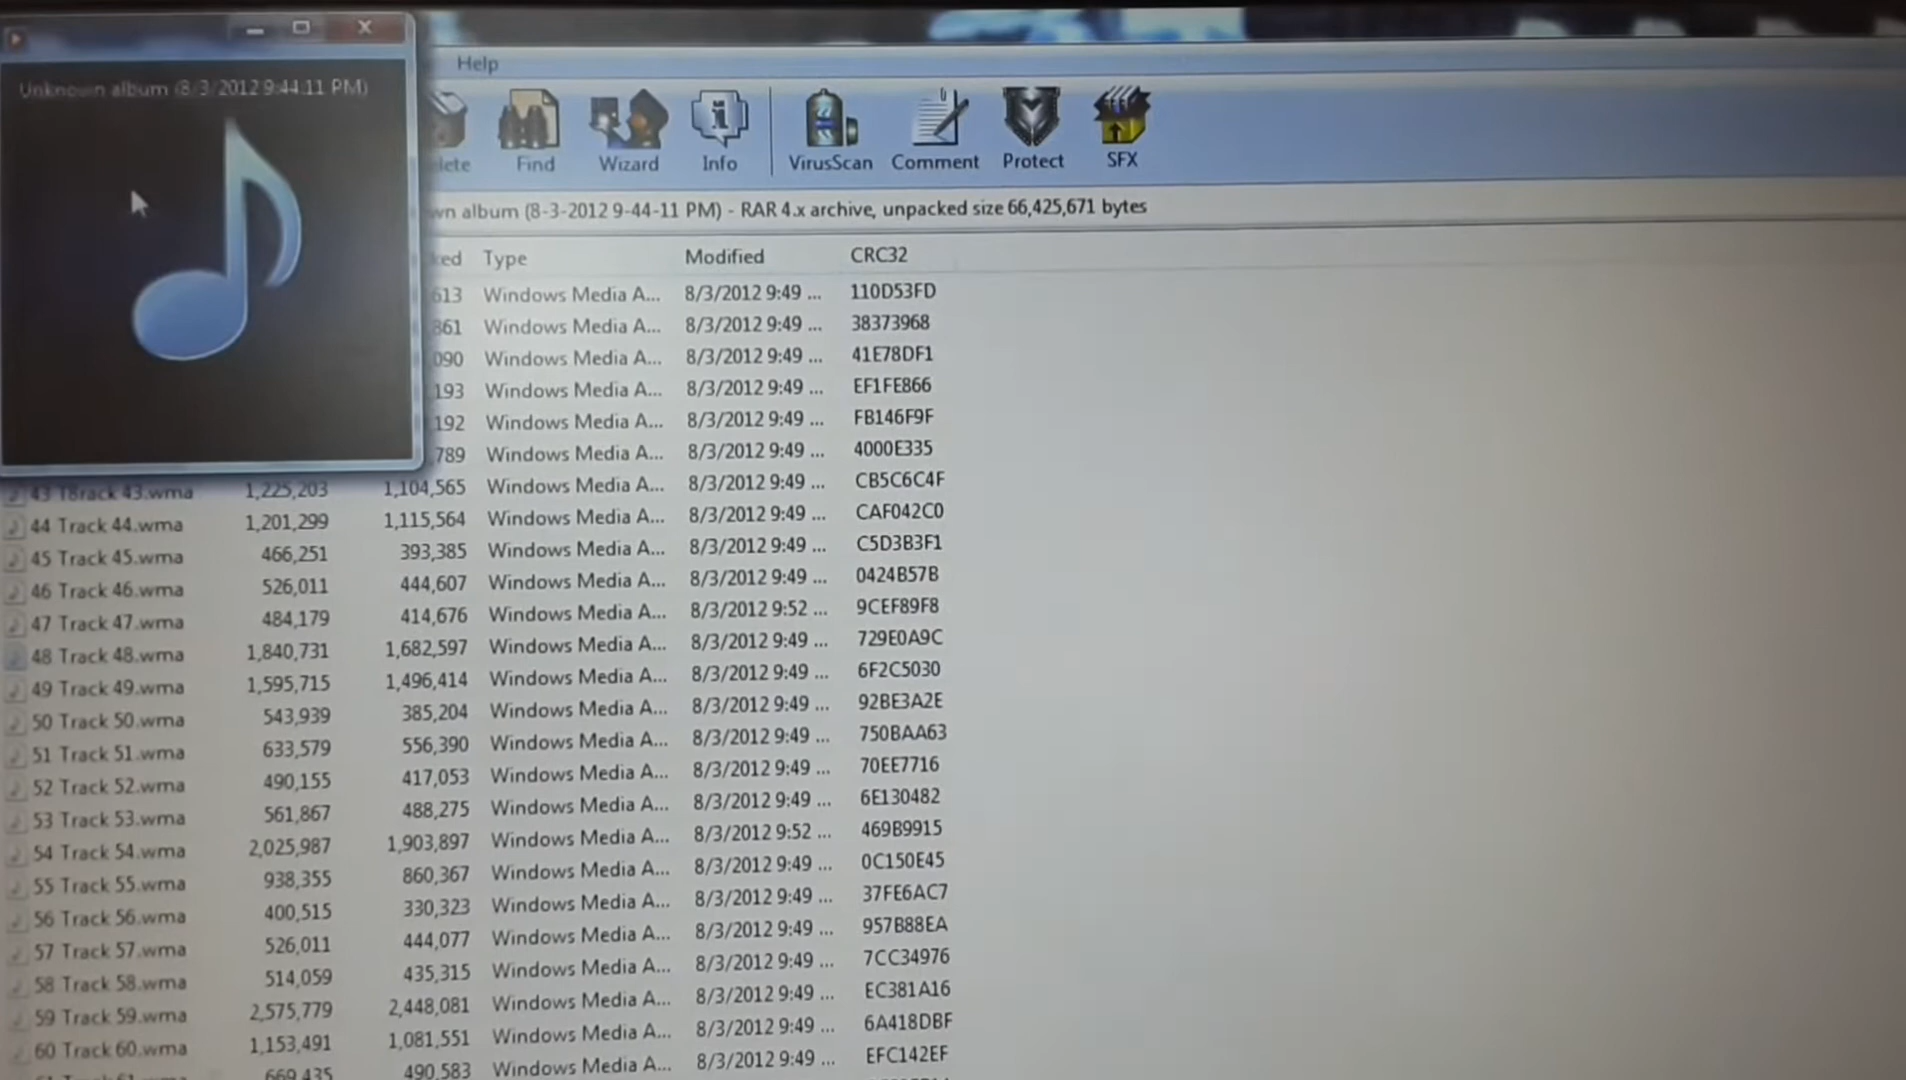 Help
Unknown album (8/3/2012 9:44:11 PM)
Find Wizard Info VirusScan Comment Protect SFX
album (8-3-2012 9-44-11 PM) - RAR 4.x archive, unpacked size 66,425,671 bytes
Type Modified CRC32
613 Windows Media A... 8/3/2012 9:49 ... 110D53FD
861 Windows Media A... 8/3/2012 9:49 ... 38373968
090 Windows Media A... 8/3/2012 9:49 ... 41E78DF1
193 Windows Media A... 8/3/2012 9:49 ... EF1FE866
192 Windows Media A... 8/3/2012 9:49 ... FB146F9F
789 Windows Media A... 8/3/2012 9:49 ... 4000E335
43 T8rack 43.wma 1,225,203 1,104,565 Windows Media A... 8/3/2012 9:49 ... CB5C6C4F
44 Track 44.wma 1,201,299 1,115,564 Windows Media A... 8/3/2012 9:49 ... CAF042C0
45 Track 45.wma 466,251 393,385 Windows Media A... 8/3/2012 9:49 ... C5D3B3F1
46 Track 46.wma 526,011 444,607 Windows Media A... 8/3/2012 9:49 ... 0424B57B
47 Track 47.wma 484,179 414,676 Windows Media A... 8/3/2012 9:52 ... 9CEF89F8
48 Track 48.wma 1,840,731 1,682,597 Windows Media A... 8/3/2012 9:49 ... 729E0A9C
49 Track 49.wma 1,595,715 1,496,414 Windows Media A... 8/3/2012 9:49 ... 6F2C5030
50 Track 50.wma 543,939 385,204 Windows Media A... 8/3/2012 9:49 ... 92BE3A2E
51 Track 51.wma 633,579 556,390 Windows Media A... 8/3/2012 9:49 ... 750BAA63
52 Track 52.wma 490,155 417,053 Windows Media A... 8/3/2012 9:49 ... 70EE7716
53 Track 53.wma 561,867 488,275 Windows Media A... 8/3/2012 9:49 ... 6E130482
54 Track 54.wma 2,025,987 1,903,897 Windows Media A... 8/3/2012 9:52 ... 469B9915
55 Track 55.wma 938,355 860,367 Windows Media A... 8/3/2012 9:49 ... 0C150E45
56 Track 56.wma 400,515 330,323 Windows Media A... 8/3/2012 9:49 ... 37FE6AC7
57 Track 57.wma 526,011 444,077 Windows Media A... 8/3/2012 9:49 ... 957B88EA
58 Track 58.wma 514,059 435,315 Windows Media A... 8/3/2012 9:49 ... 7CC34976
59 Track 59.wma 2,575,779 2,448,081 Windows Media A... 8/3/2012 9:49 ... EC381A16
60 Track 60.wma 1,153,491 1,081,551 Windows Media A... 8/3/2012 9:49 ... 6A418DBF
669,435 490,583 Windows Media A... 8/3/2012 9:49 ... EFC142EF